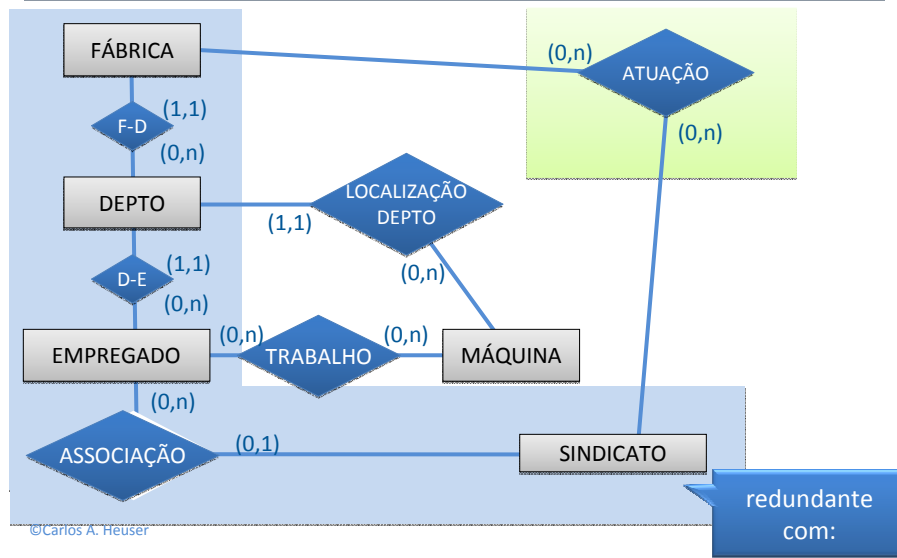 FÁBRICA
(0,n)
ATUAÇÃO
(1,1)
F-D
(0,n)
(0,n)
DEPTO
LOCALIZAÇÃO
DEPTO
(1,1)
(1,1)
D-E
(0,n)
(0,n)
EMPREGADO
(0,n)
TRABALHO
(0,n)
MÁQUINA
(0,n)
ASSOCIAÇÃO
(0,1)
SINDICATO
redundante
com:
©Carlos A. Heuser